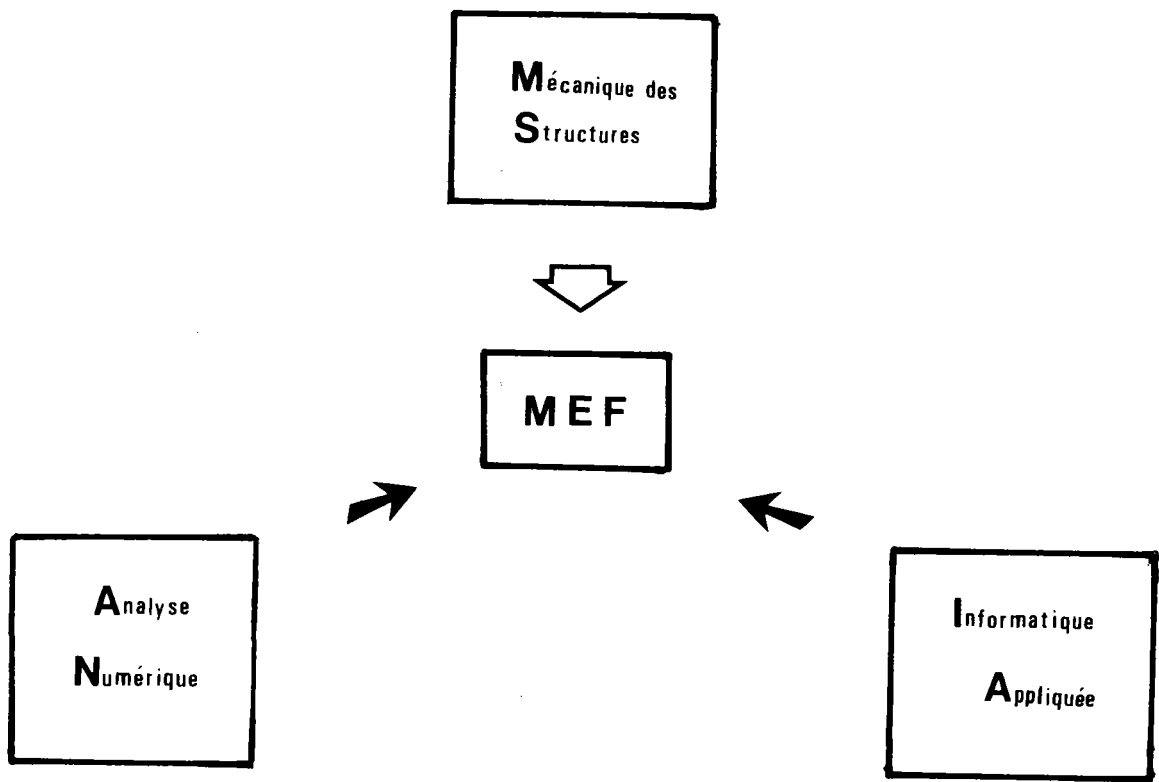 Mécanique des
Structures
MEF
Analyse
Numérique
Informatique
Appliquée